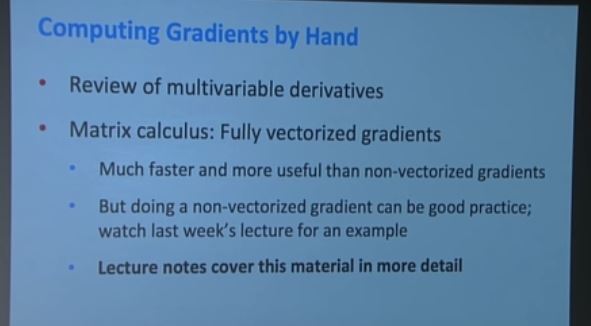 Computing Gradients by Hand
• Review of multivariable derivatives
• Matrix calculus: Fully vectorized gradients
• Much faster and more useful than non-vectorized gradients
• But doing a non-vectorized gradient can be good practice;
watch last week's lecture for an example
• Lecture notes cover this material in more detail